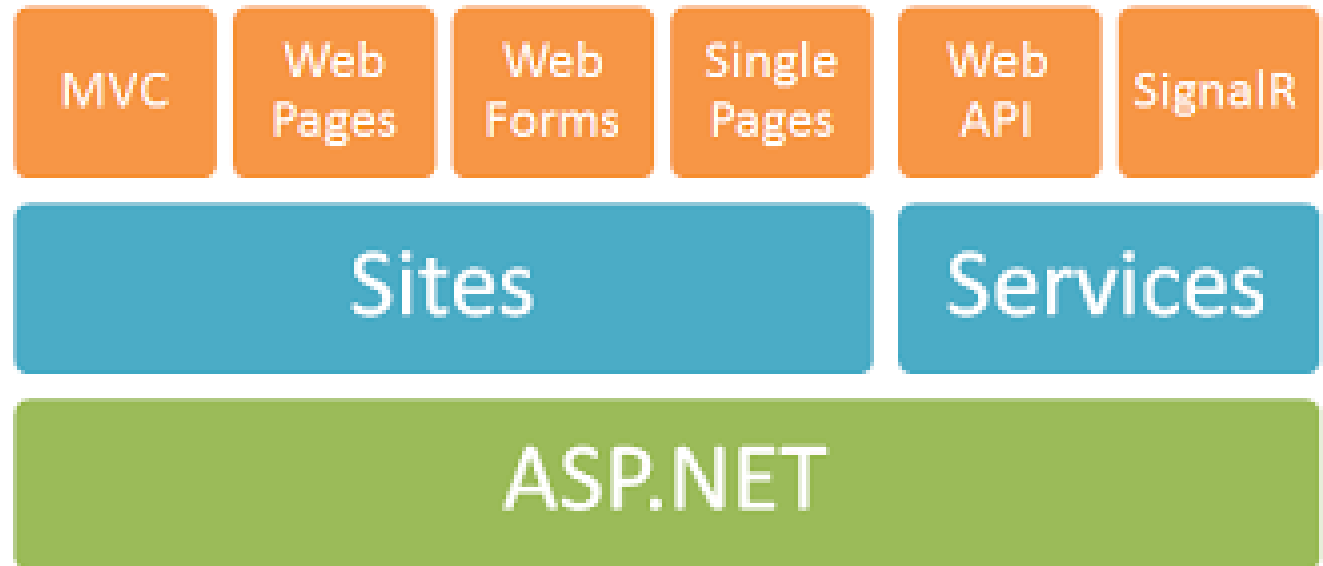 MVC
Web
Pages
Web
Forms
Single
Pages
Web
API
SignalR
Sites
Services
ASP.NET